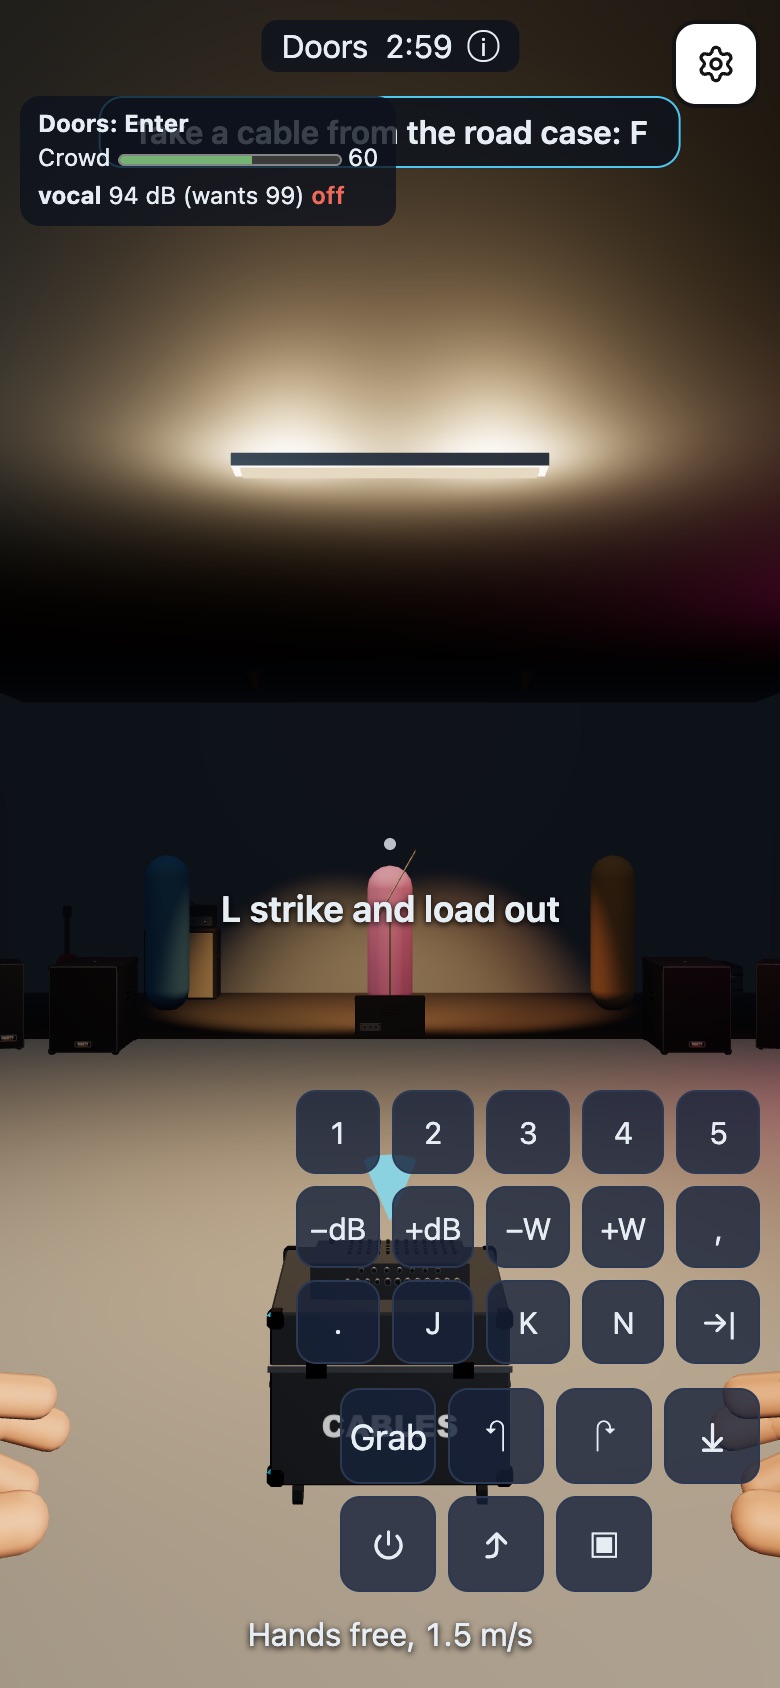 Doors 2:59 ⓘ
Take a cable from the road case: F
Doors: Enter
Crowd 60
vocal 94 dB (wants 99) off
L strike and load out
1 2 3 4 5
–dB +dB –W +W ,
. J K N →|
CABLES
Grab
Hands free, 1.5 m/s